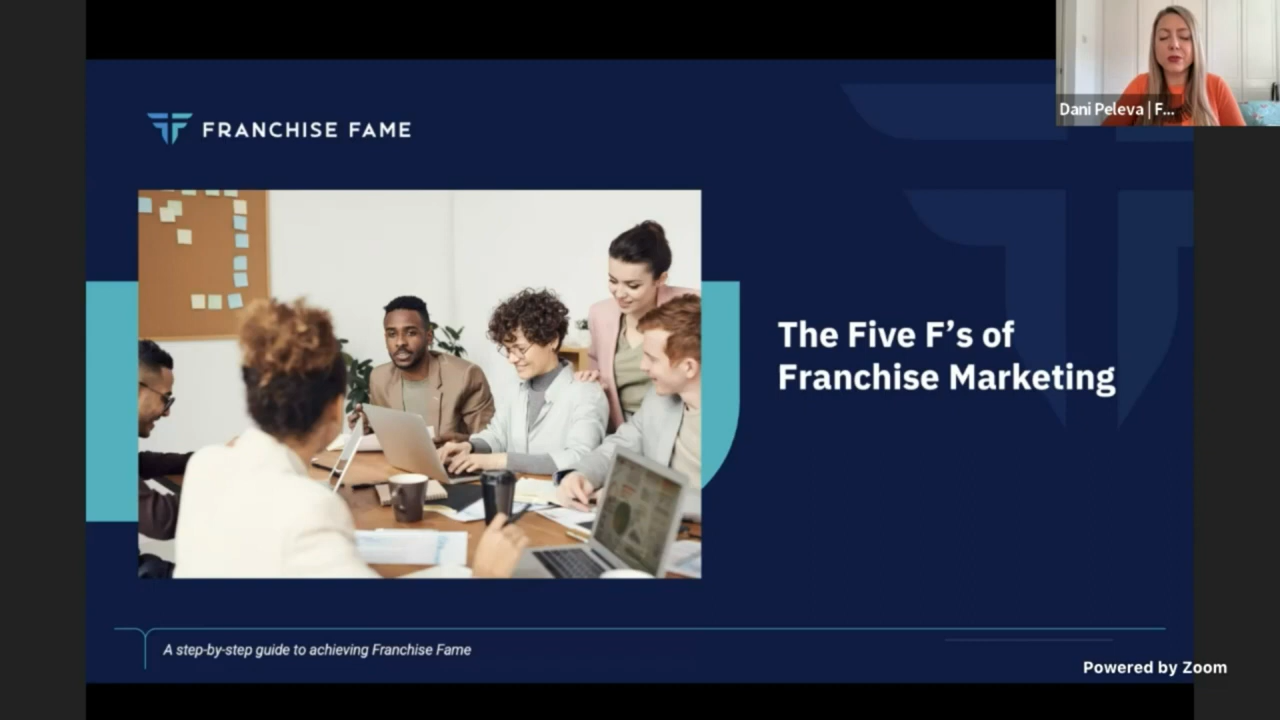 Dani Peleva | F...
FRANCHISE FAME
The Five F’s of
Franchise Marketing
A step-by-step guide to achieving Franchise Fame
Powered by Zoom